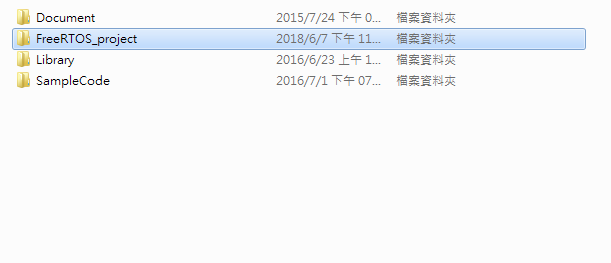 Document 2015/7/24 下午 0... 檔案資料夾
FreeRTOS_project 2018/6/7 下午 11... 檔案資料夾
Library 2016/6/23 上午 1... 檔案資料夾
SampleCode 2016/7/1 下午 07... 檔案資料夾